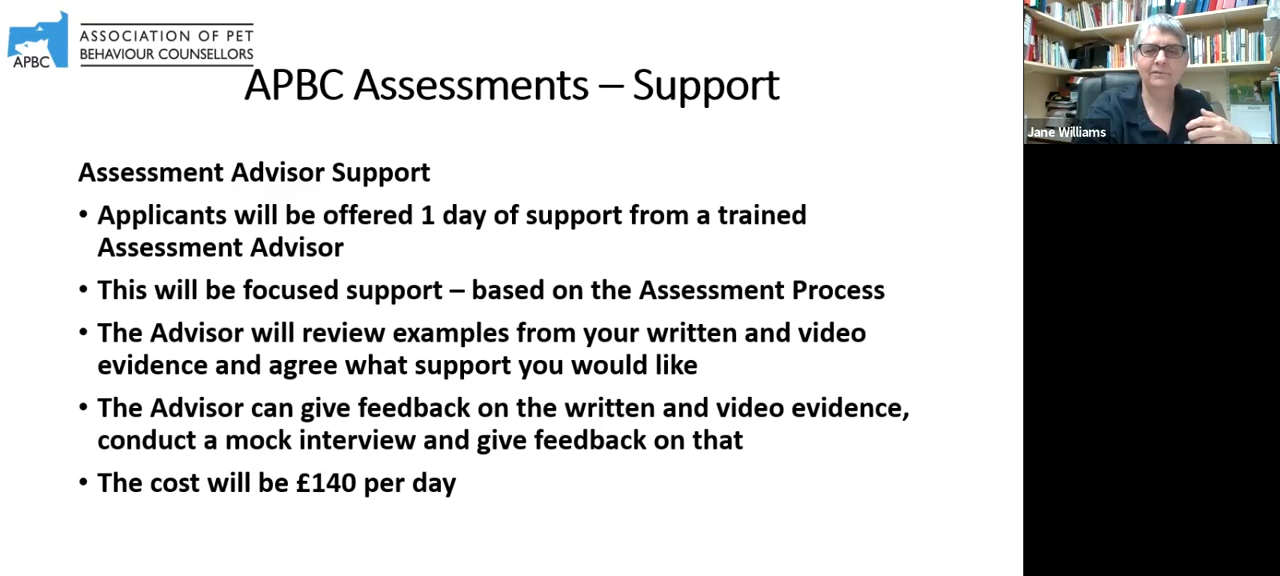 ASSOCIATION OF PET
BEHAVIOUR COUNSELLORS
APBC
APBC Assessments – Support
Assessment Advisor Support
• Applicants will be offered 1 day of support from a trained
Assessment Advisor
• This will be focused support – based on the Assessment Process
• The Advisor will review examples from your written and video
evidence and agree what support you would like
• The Advisor can give feedback on the written and video evidence,
conduct a mock interview and give feedback on that
• The cost will be £140 per day
Jane Williams